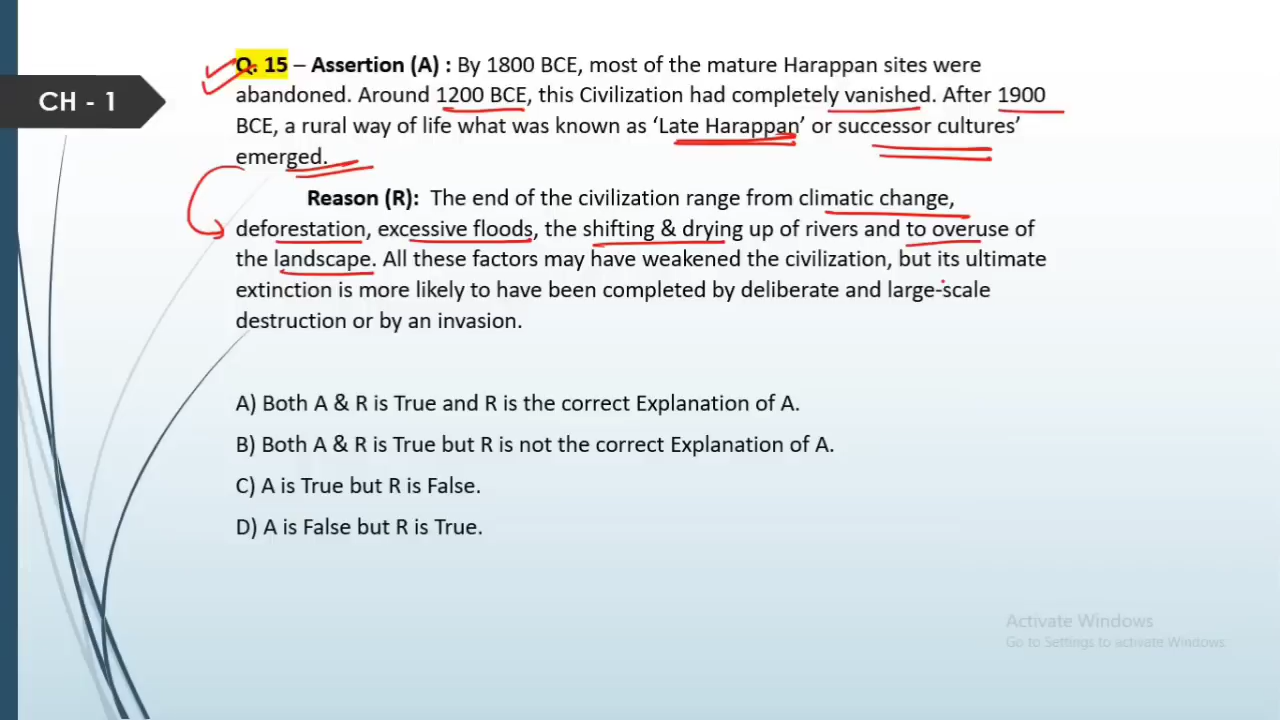 CH - 1
Q. 15 – Assertion (A) : By 1800 BCE, most of the mature Harappan sites were
abandoned. Around 1200 BCE, this Civilization had completely vanished. After 1900
BCE, a rural way of life what was known as ‘Late Harappan’ or successor cultures’
emerged.
Reason (R): The end of the civilization range from climatic change,
deforestation, excessive floods, the shifting & drying up of rivers and to overuse of
the landscape. All these factors may have weakened the civilization, but its ultimate
extinction is more likely to have been completed by deliberate and large-scale
destruction or by an invasion.
A) Both A & R is True and R is the correct Explanation of A.
B) Both A & R is True but R is not the correct Explanation of A.
C) A is True but R is False.
D) A is False but R is True.
Activate Windows
Go to Settings to activate Windows.